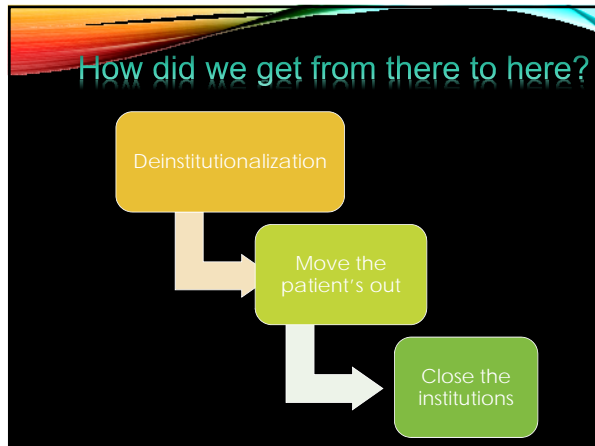 How did we get from there to here?
Deinstitutionalization
Move the
patient's out
Close the
institutions